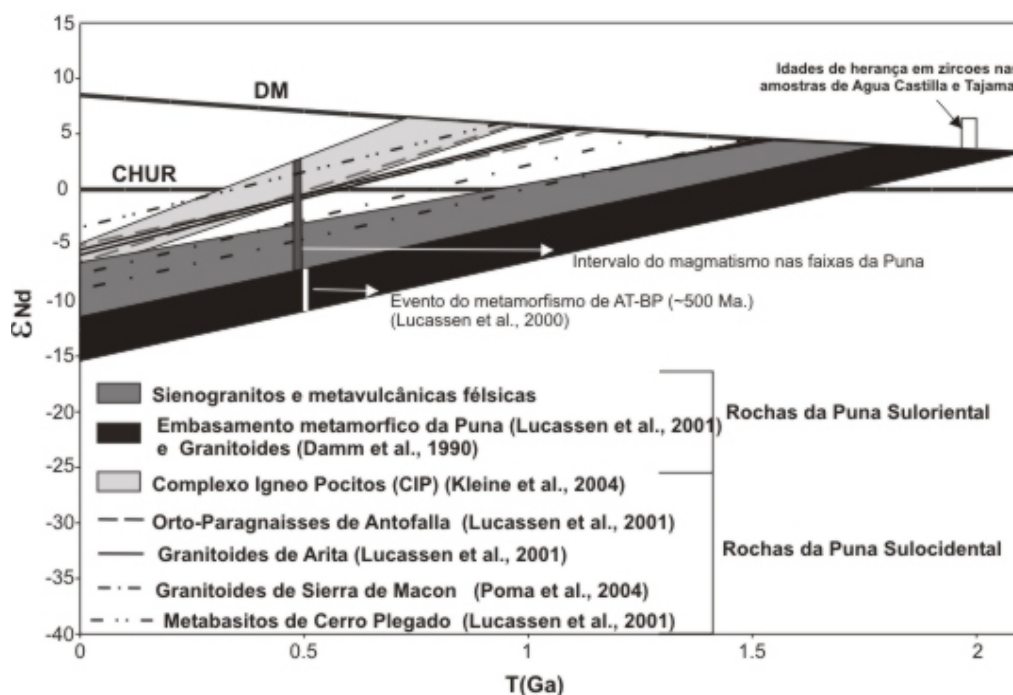 15
10
5
0
-5
-10
-15
-20
-25
-30
-35
-40
εNd
DM
CHUR
Idades de herança em zircoes nas
amostras de Agua Castilla e Tajamar
Intervalo do magmatismo nas faixas da Puna
Evento do metamorfismo de AT-BP (~500 Ma.)
(Lucassen et al., 2000)
Sienogranitos e metavulcânicas félsicas
Embasamento metamorfico da Puna (Lucassen et al., 2001)
e Granitoides (Damm et al., 1990)
Rochas da Puna Suloriental
Complexo Igneo Pocitos (CIP) (Kleine et al., 2004)
Orto-Paragnaisses de Antofalla (Lucassen et al., 2001)
Granitoides de Arita (Lucassen et al., 2001)
Rochas da Puna Sulocidental
Granitoides de Sierra de Macon (Poma et al., 2004)
Metabasitos de Cerro Plegado (Lucassen et al., 2001)
0 0.5 1 1.5 2
T(Ga)